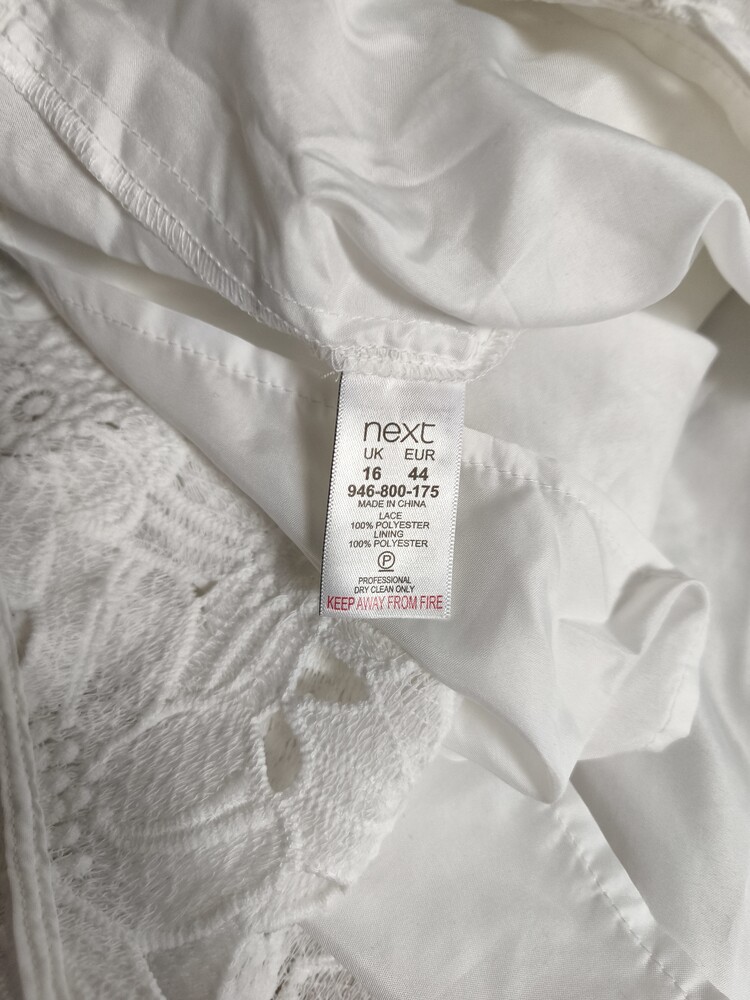 next
UK EUR
16 44
946-800-175
MADE IN CHINA
LACE
100% POLYESTER
LINING
100% POLYESTER
P
PROFESSIONAL
DRY CLEAN ONLY
KEEP AWAY FROM FIRE